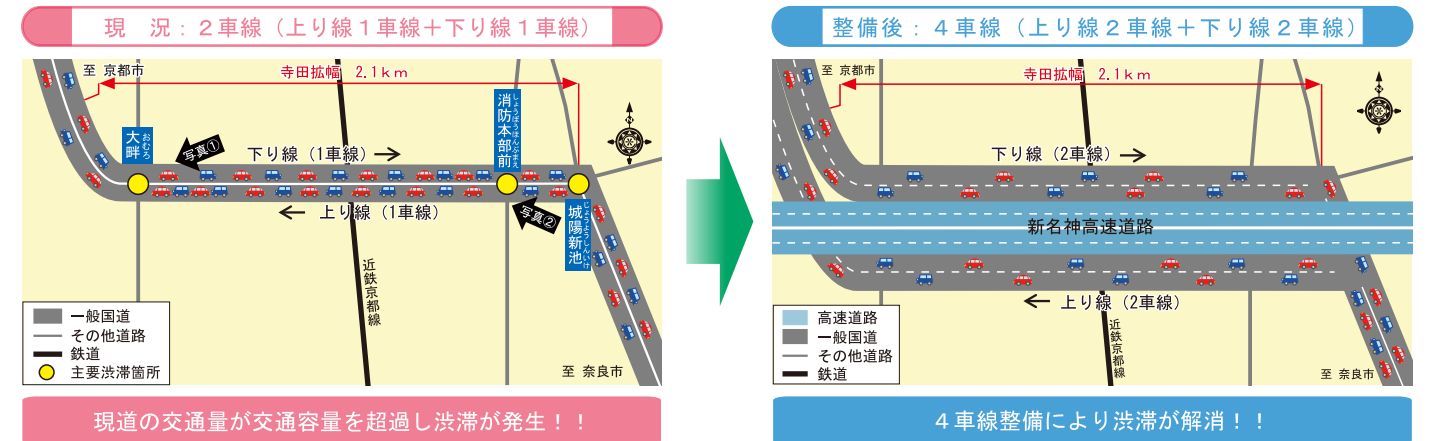 現　況：２車線（上り線１車線＋下り線１車線）
至 京都市
寺田拡幅　2.1ｋｍ
大畔
おむろ
写真①
消防本部前
しょうぼうほんぶまえ
N
下り線（1車線）
上り線（1車線）
写真②
城陽新池
じょうようしんいけ
近鉄京都線
一般国道
その他道路
鉄道
主要渋滞箇所
至 奈良市
現道の交通量が交通容量を超過し渋滞が発生！！
整備後：４車線（上り線２車線＋下り線２車線）
至 京都市
寺田拡幅　2.1ｋｍ
N
下り線（2車線）
新名神高速道路
上り線（2車線）
近鉄京都線
高速道路
一般国道
その他道路
鉄道
至 奈良市
４車線整備により渋滞が解消！！